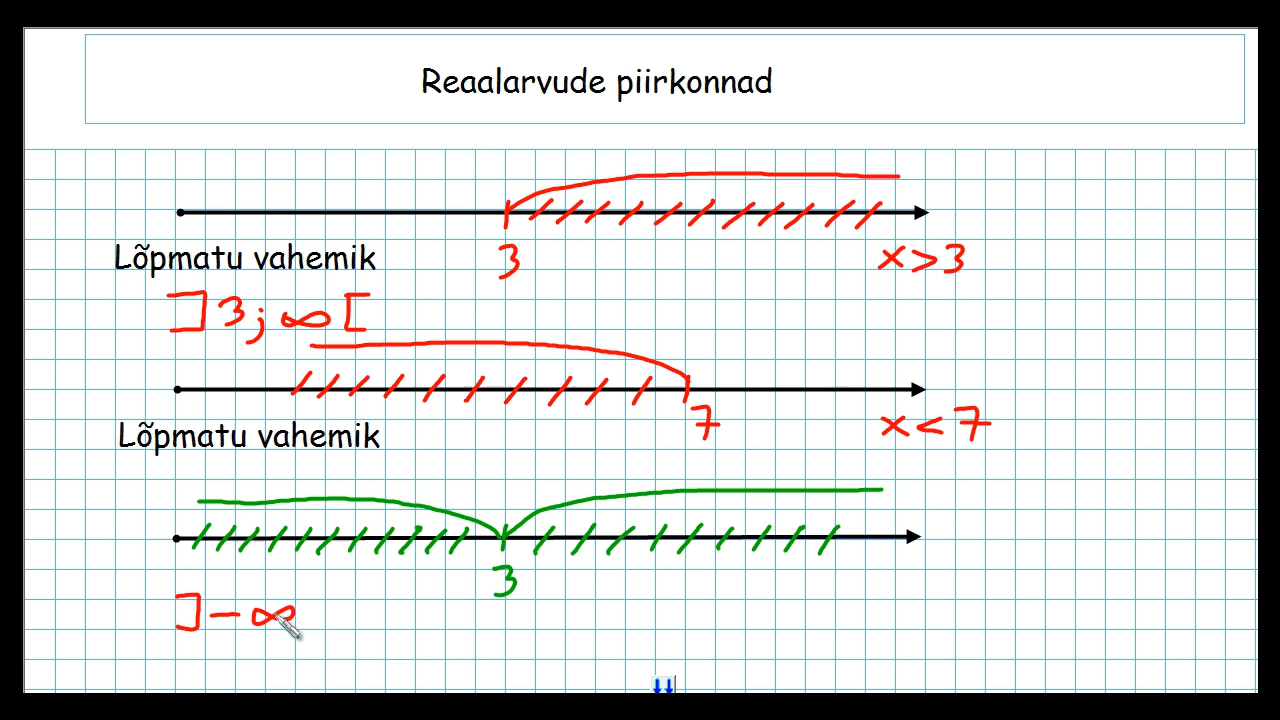 Reaalarvude piirkonnad
3
Lõpmatu vahemik
x>3
]3;∞[
7
Lõpmatu vahemik
x<7
3
]-∞